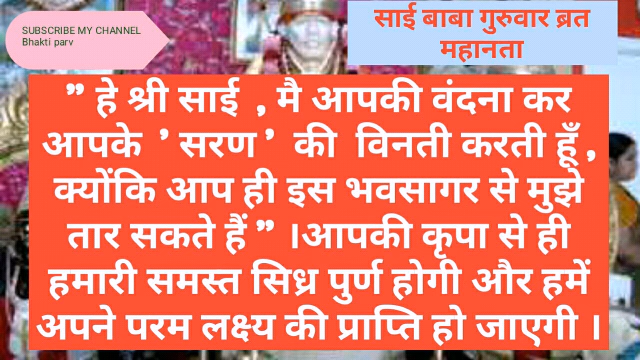 SUBSCRIBE MY CHANNEL
Bhakti parv
साई बाबा गुरुवार ब्रत
महानता
" हे श्री साई , मै आपकी वंदना कर
आपके ' सरण ' की विनती करती हूँ ,
क्योंकि आप ही इस भवसागर से मुझे
तार सकते हैं " ।आपकी कृपा से ही
हमारी समस्त सिध्र पुर्ण होगी और हमें
अपने परम लक्ष्य की प्राप्ति हो जाएगी ।